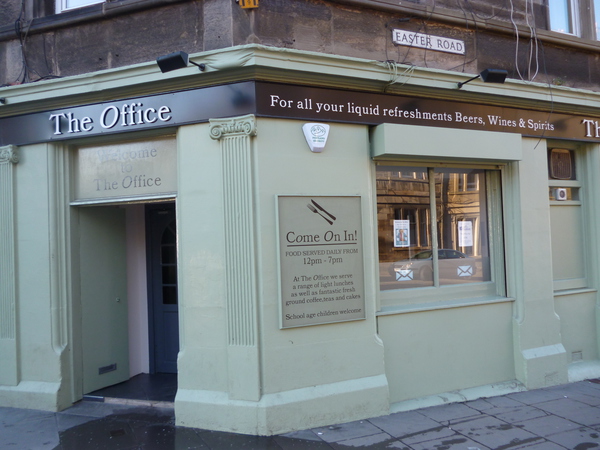 EASTER ROAD
The Office
For all your liquid refreshments Beers, Wines & Spirits
Th
Welcome
to
The Office
Come On In!
FOOD SERVED DAILY FROM
12pm - 7pm
At The Office we serve
a range of light lunches
as well as fantastic fresh
ground coffee, teas and cakes
School age children welcome